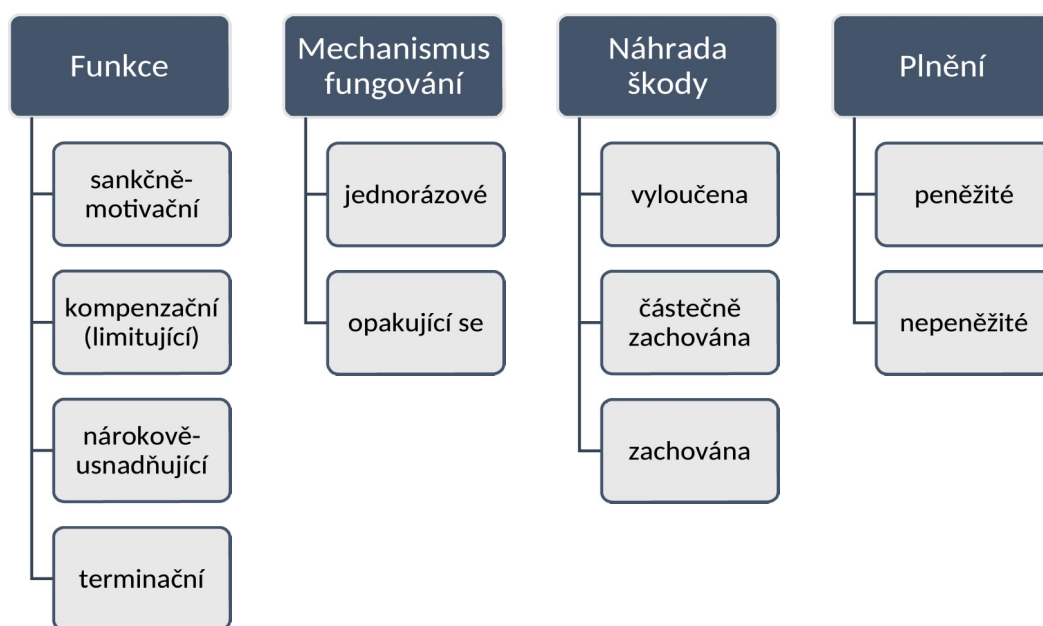 Funkce
sankčně-
motivační
kompenzační
(limitující)
nárokově-
usnadňující
terminační
Mechanismus
fungování
jednorázové
opakující se
Náhrada
škody
vyloučena
částečně
zachována
zachována
Plnění
peněžité
nepeněžité